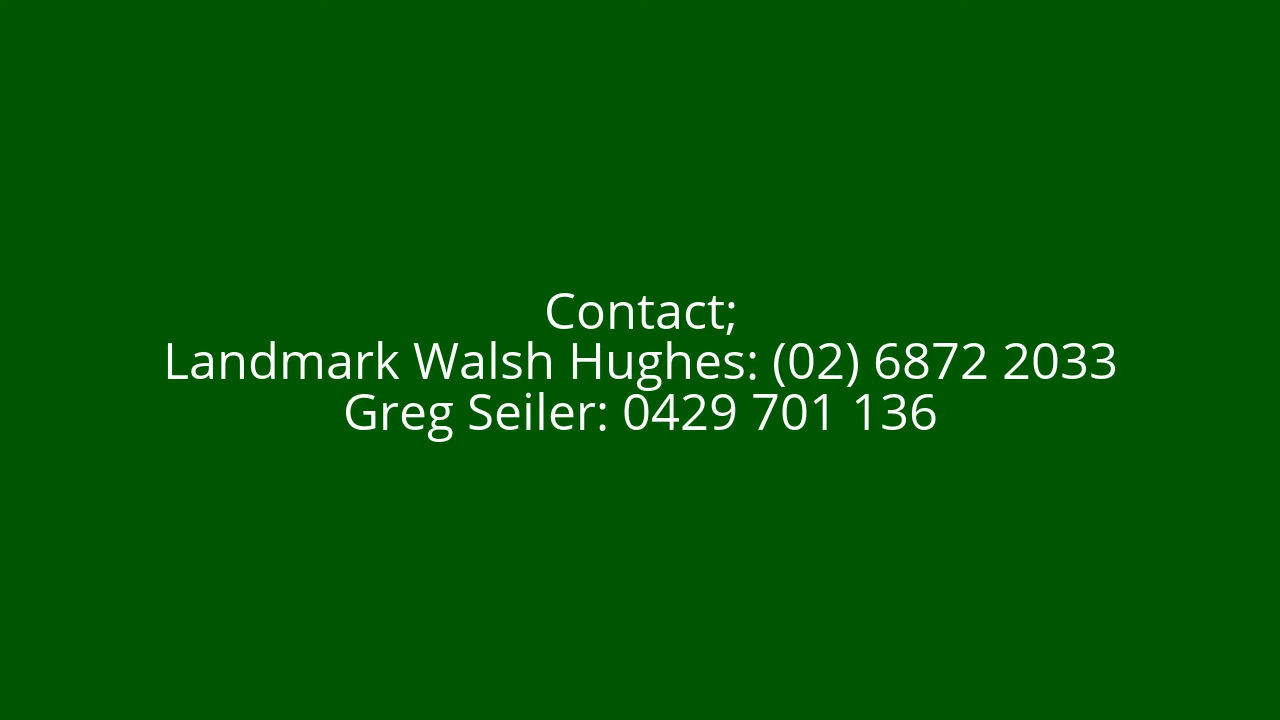 Contact;
Landmark Walsh Hughes: (02) 6872 2033
Greg Seiler: 0429 701 136